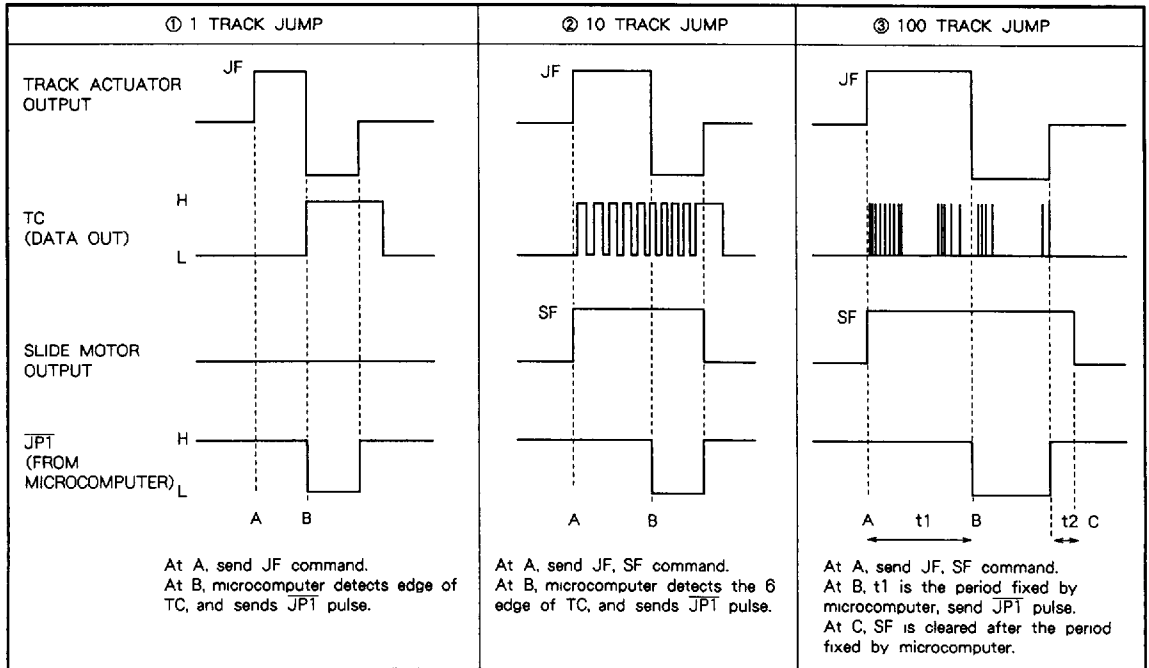 ① 1 TRACK JUMP
② 10 TRACK JUMP
③ 100 TRACK JUMP
TRACK ACTUATOR
OUTPUT
JF
JF
JF
TC
(DATA OUT)
H
L
SLIDE MOTOR
OUTPUT
SF
SF
JP1
(FROM
MICROCOMPUTER)
H
L
A B
A B
A t1 B t2 C
At A, send JF command.
At B, microcomputer detects edge of
TC, and sends JP1 pulse.
At A, send JF, SF command.
At B, microcomputer detects the 6
edge of TC, and sends JP1 pulse.
At A, send JF, SF command.
At B, t1 is the period fixed by
microcomputer, send JP1 pulse.
At C, SF is cleared after the period
fixed by microcomputer.